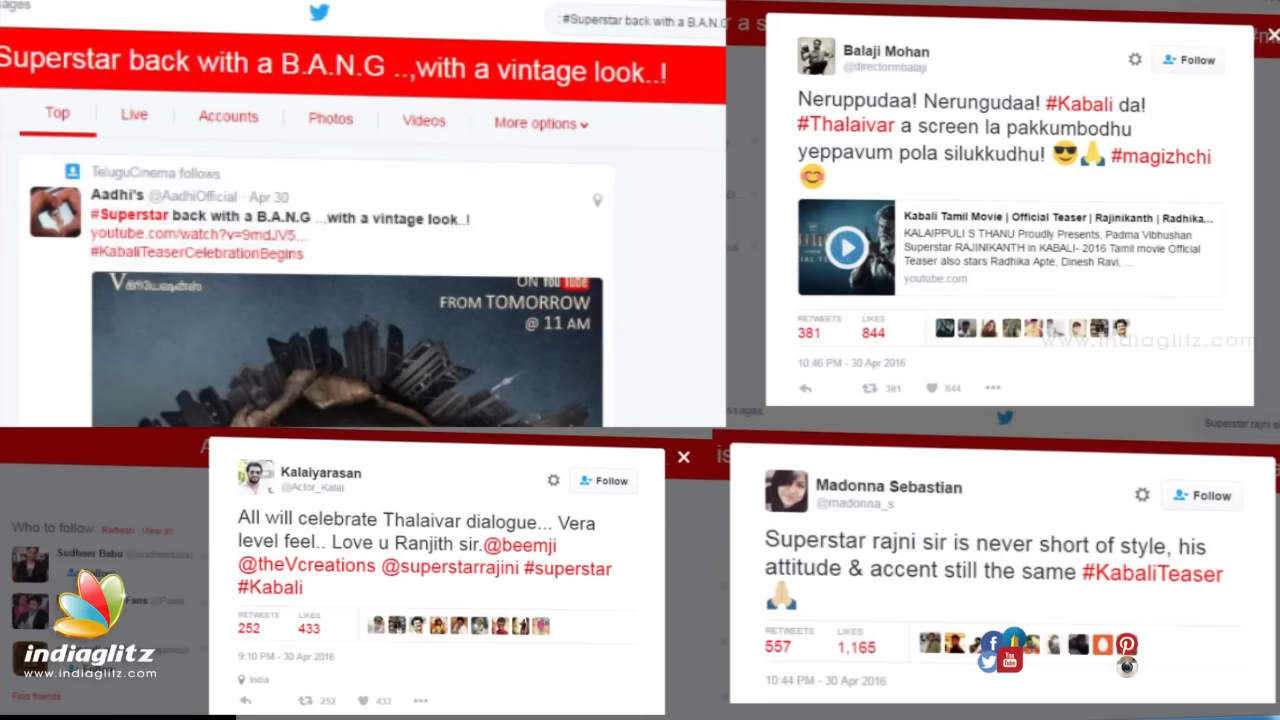 ages
: #Superstar back with a B.A.N.G
Superstar back with a B.A.N.G ..,with a vintage look..!
Top
Live
Accounts
Photos
Videos
More options
TeluguCinema follows
Aadhi's @AadhiOfficial · Apr 30
#Superstar back with a B.A.N.G ..,with a vintage look..!
youtube.com/watch?v=9mdJV5...
#KabaliTeaserCelebrationBegins
ON YouTube
FROM TOMORROW
@ 11 AM
Balaji Mohan
@directormbalaji
Follow
Neruppudaa! Nerungudaa! #Kabali da!
#Thalaivar a screen la pakkumbodhu
yeppavum pola silukkudhu! 😎🙏 #magizhchi
😊
Kabali Tamil Movie | Official Teaser | Rajinikanth | Radhika...
KALAIPPULI S THANU Proudly Presents, Padma Vibhushan
Superstar RAJINIKANTH in KABALI- 2016 Tamil movie Official
Teaser also stars Radhika Apte, Dinesh Ravi, ...
youtube.com
RETWEETS
LIKES
381
844
www.indiaglitz.com
10:46 PM - 30 Apr 2016
381
844
ssages
Superstar rajni s
Who to follow Refresh View all
Sudheer Babu
Fans
Find friends
indiaglitz
www.indiaglitz.com
Kalaiyarasan
@Actor_Kalai
Follow
All will celebrate Thalaivar dialogue... Vera
level feel.. Love u Ranjith sir.@beemji
@theVcreations @superstarrajini #superstar
#Kabali
RETWEETS
LIKES
252
433
9:10 PM - 30 Apr 2016
India
252
433
is
Madonna Sebastian
@madonna_s
Follow
Superstar rajni sir is never short of style, his
attitude & accent still the same #KabaliTeaser
🙏
RETWEETS
LIKES
557
1,165
You Tube
10:44 PM - 30 Apr 2016